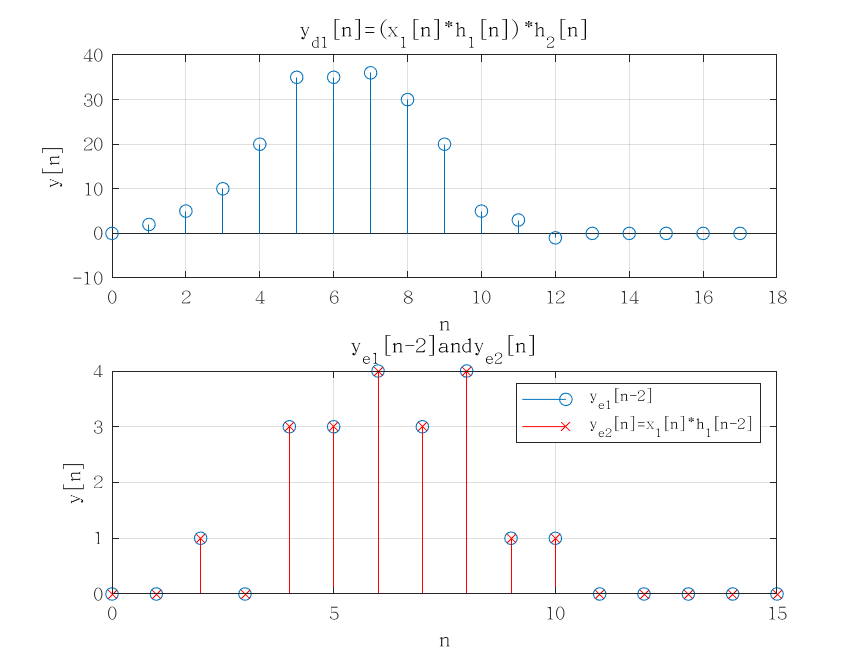 y_d1[n]=(x_1[n]*h_1[n])*h_2[n]
40
30
20
10
0
-10
y[n]
0 2 4 6 8 10 12 14 16 18
n
y_e1[n-2]andy_e2[n]
4
3
2
1
0
y[n]
y_e1[n-2]
y_e2[n]=x_1[n]*h_1[n-2]
0 5 10 15
n